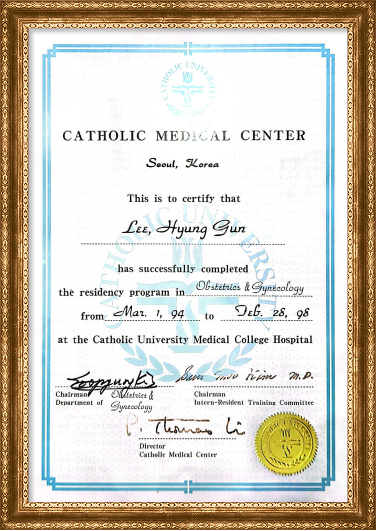 CATHOLIC UNIVERSITY
CATHOLIC MEDICAL CENTER
Seoul, Korea
This is to certify that
Lee, Hyung Gun
has successfully completed
the residency program in Obstetrics & Gynecology
from Mar. 1, 94 to Feb. 28, 98
at the Catholic University Medical College Hospital
M.D.
Chairman
Department of Obstetrics & Gynecology
Chairman
Intern-Resident Training Committee
P. Thomas Li
Director
Catholic Medical Center